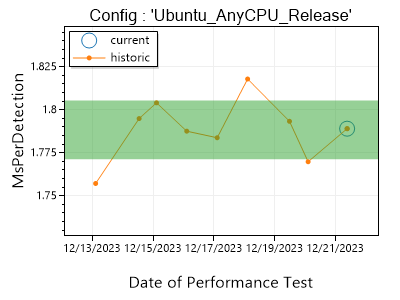 Config : 'Ubuntu_AnyCPU_Release'
current
historic
1.825
1.8
1.775
1.75
MsPerDetection
12/13/2023 12/15/2023 12/17/2023 12/19/2023 12/21/2023
Date of Performance Test